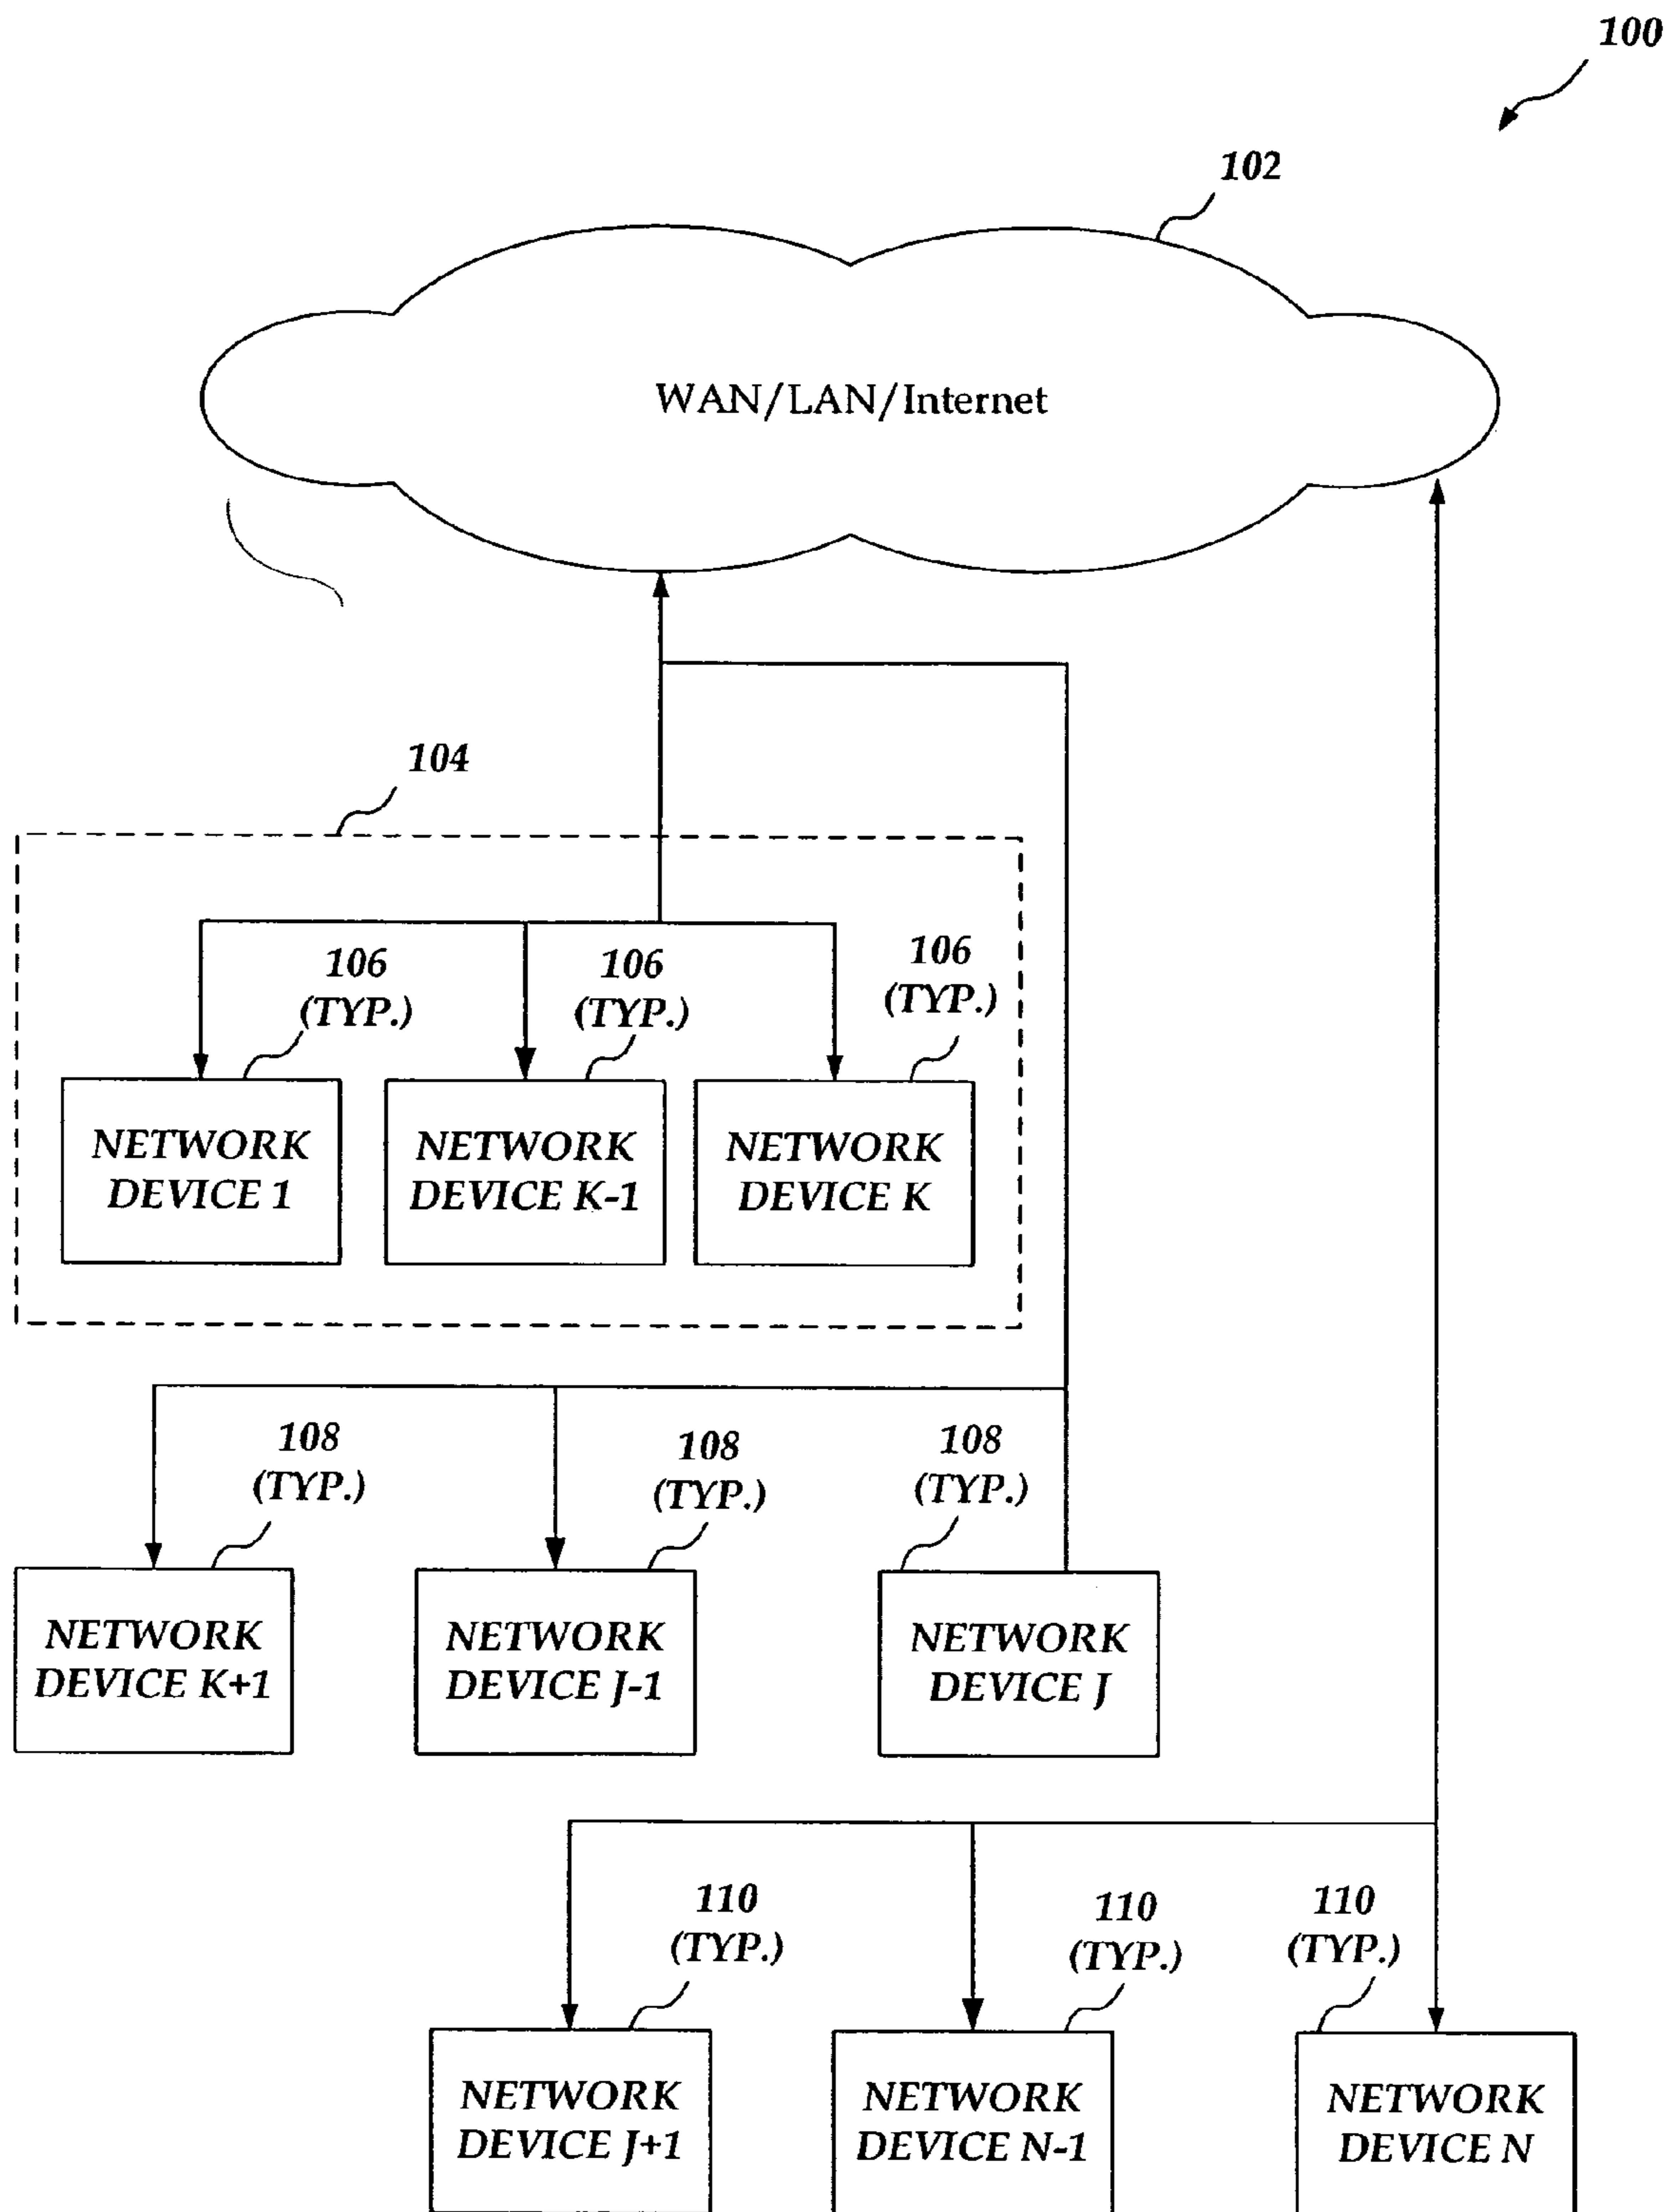 100
102
WAN/LAN/Internet
104
106
(TYP.)
106
(TYP.)
106
(TYP.)
NETWORK
DEVICE 1
NETWORK
DEVICE K-1
NETWORK
DEVICE K
108
(TYP.)
108
(TYP.)
108
(TYP.)
NETWORK
DEVICE K+1
NETWORK
DEVICE J-1
NETWORK
DEVICE J
110
(TYP.)
110
(TYP.)
110
(TYP.)
NETWORK
DEVICE J+1
NETWORK
DEVICE N-1
NETWORK
DEVICE N